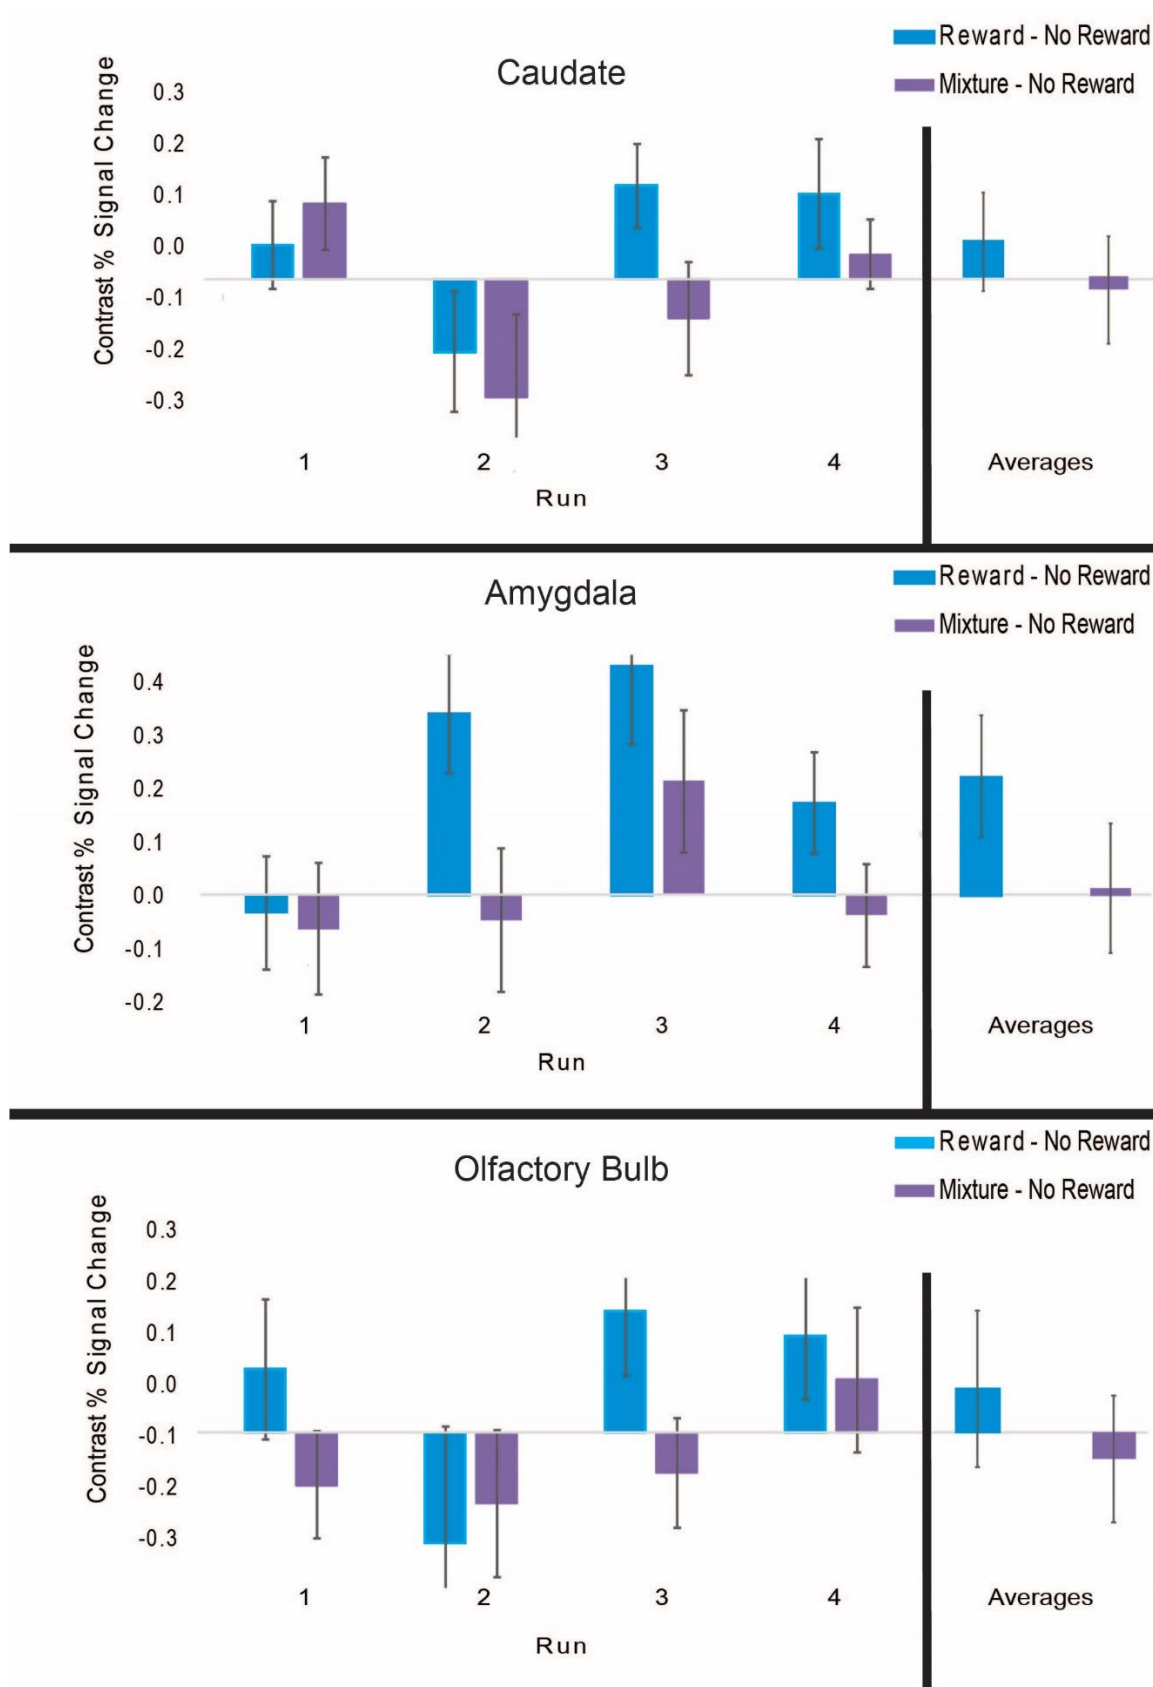 Reward - No Reward
Caudate
Mixture - No Reward
Contrast % Signal Change
0.3
0.2
0.1
0.0
-0.1
-0.2
-0.3
1 2 3 4 Averages
Run
Reward - No Reward
Amygdala
Mixture - No Reward
Contrast % Signal Change
0.4
0.3
0.2
0.1
0.0
-0.1
-0.2
1 2 3 4 Averages
Run
Reward - No Reward
Olfactory Bulb
Mixture - No Reward
Contrast % Signal Change
0.3
0.2
0.1
0.0
-0.1
-0.2
-0.3
1 2 3 4 Averages
Run